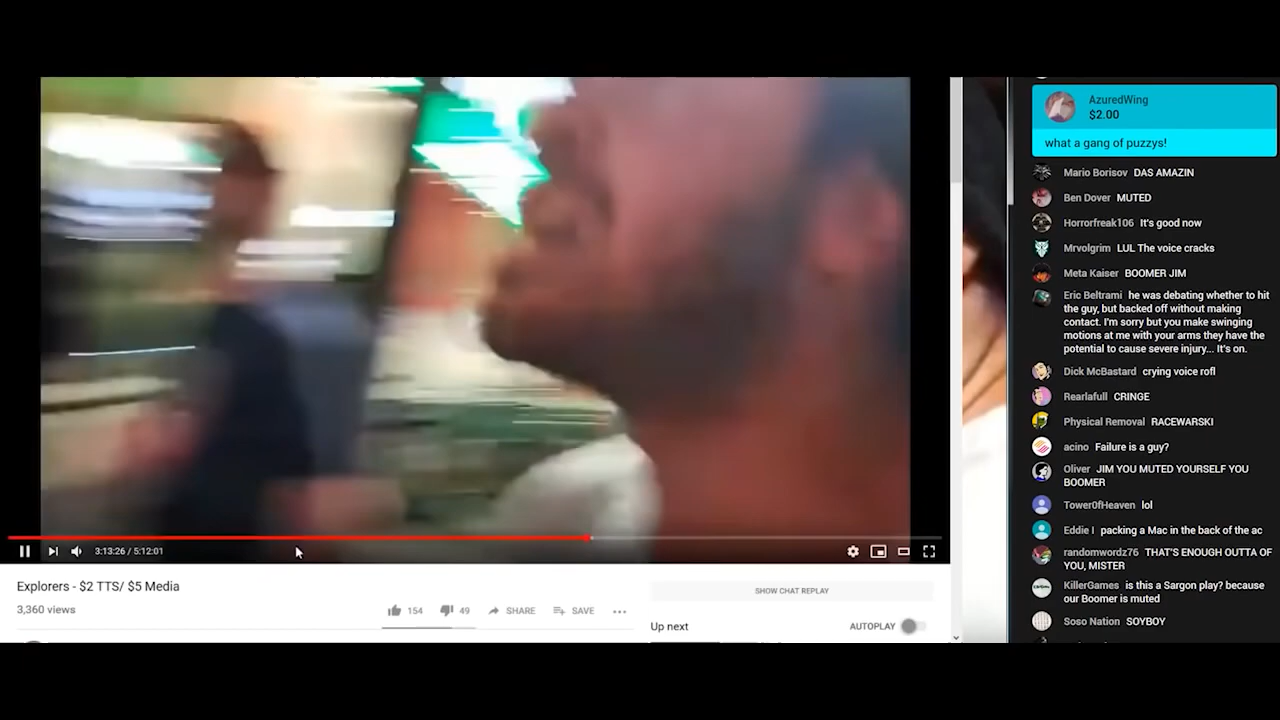 AzuredWing
$2.00
what a gang of puzzys!
Mario Borisov DAS AMAZIN
Ben Dover MUTED
Horrorfreak106 It's good now
Mrvolgrim LUL The voice cracks
Meta Kaiser BOOMER JIM
Eric Beltrami he was debating whether to hit
the guy, but backed off without making
contact. I'm sorry but you make swinging
motions at me with your arms they have the
potential to cause severe injury... It's on.
Dick McBastard crying voice rofl
Rearlafull CRINGE
Physical Removal RACEWARSKI
acino Failure is a guy?
Oliver JIM YOU MUTED YOURSELF YOU
BOOMER
TowerOfHeaven lol
Eddie I packing a Mac in the back of the ac
randomwordz76 THAT'S ENOUGH OUTTA OF
YOU, MISTER
KillerGames is this a Sargon play? because
our Boomer is muted
Soso Nation SOYBOY
3:13:26 / 5:12:01
Explorers - $2 TTS/ $5 Media
3,360 views
154 49 SHARE SAVE
SHOW CHAT REPLAY
Up next AUTOPLAY